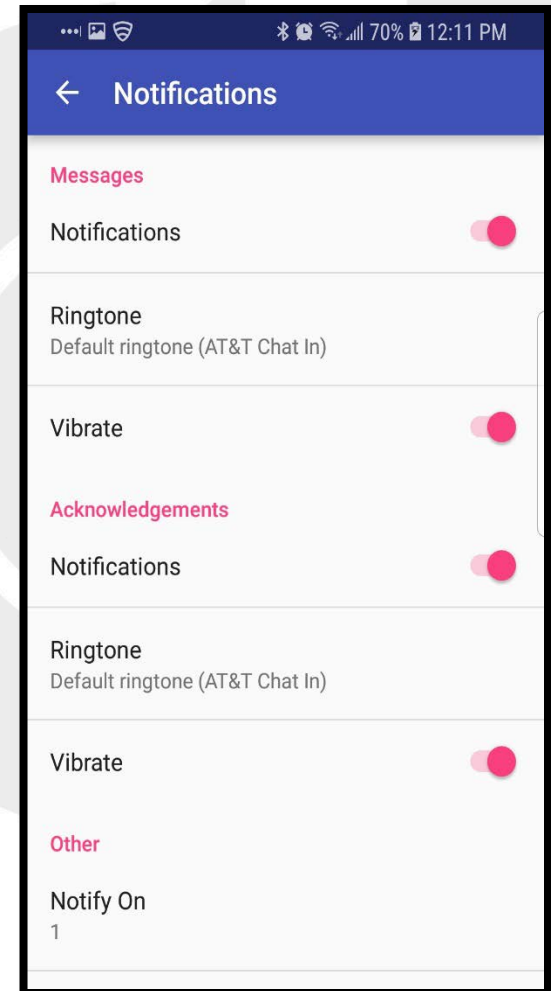 70% 12:11 PM
Notifications
Messages
Notifications
Ringtone
Default ringtone (AT&T Chat In)
Vibrate
Acknowledgements
Notifications
Ringtone
Default ringtone (AT&T Chat In)
Vibrate
Other
Notify On
1